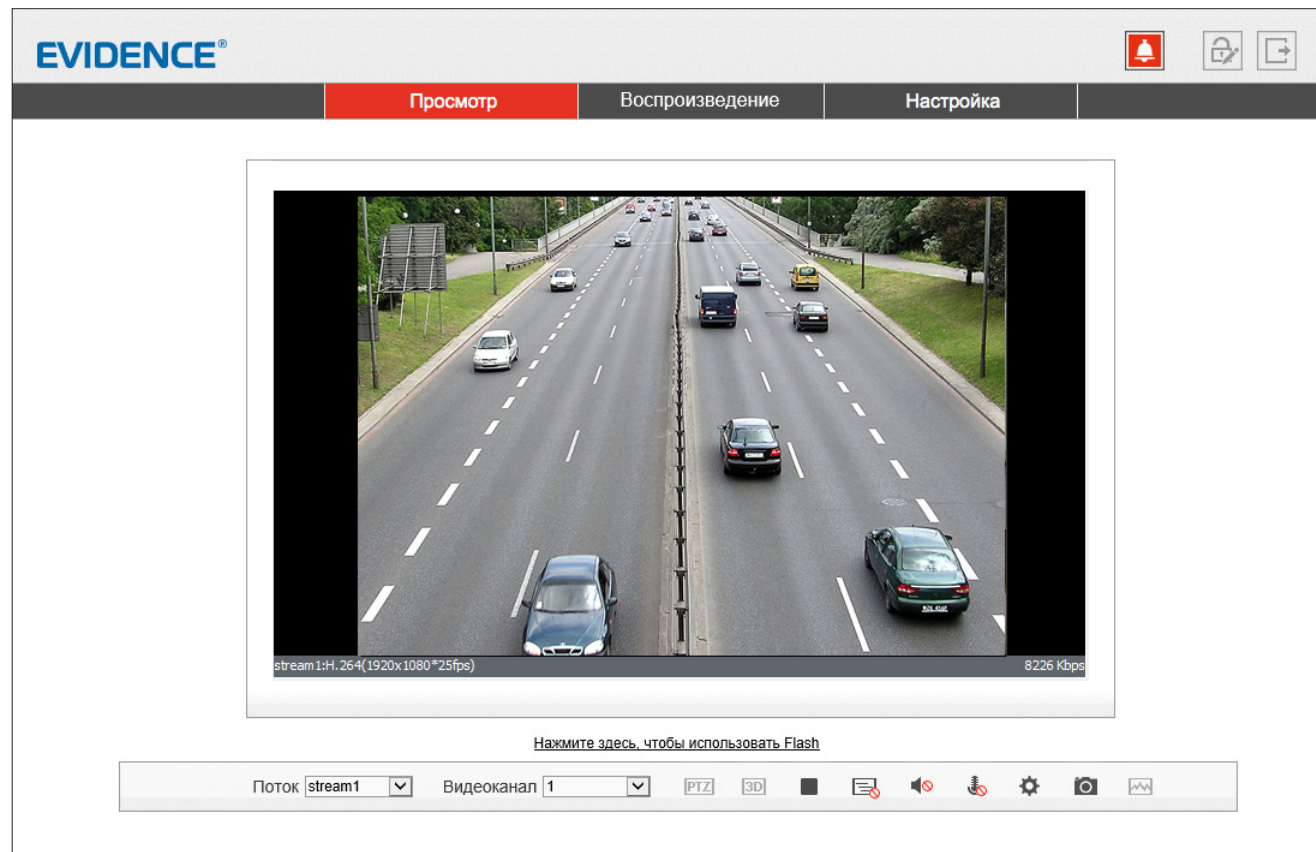 EVIDENCE®
Просмотр
Воспроизведение
Настройка
stream1:H.264(1920x1080*25fps)
8226 Kbps
Нажмите здесь, чтобы использовать Flash
Поток stream1 Видеоканал 1 PTZ 3D